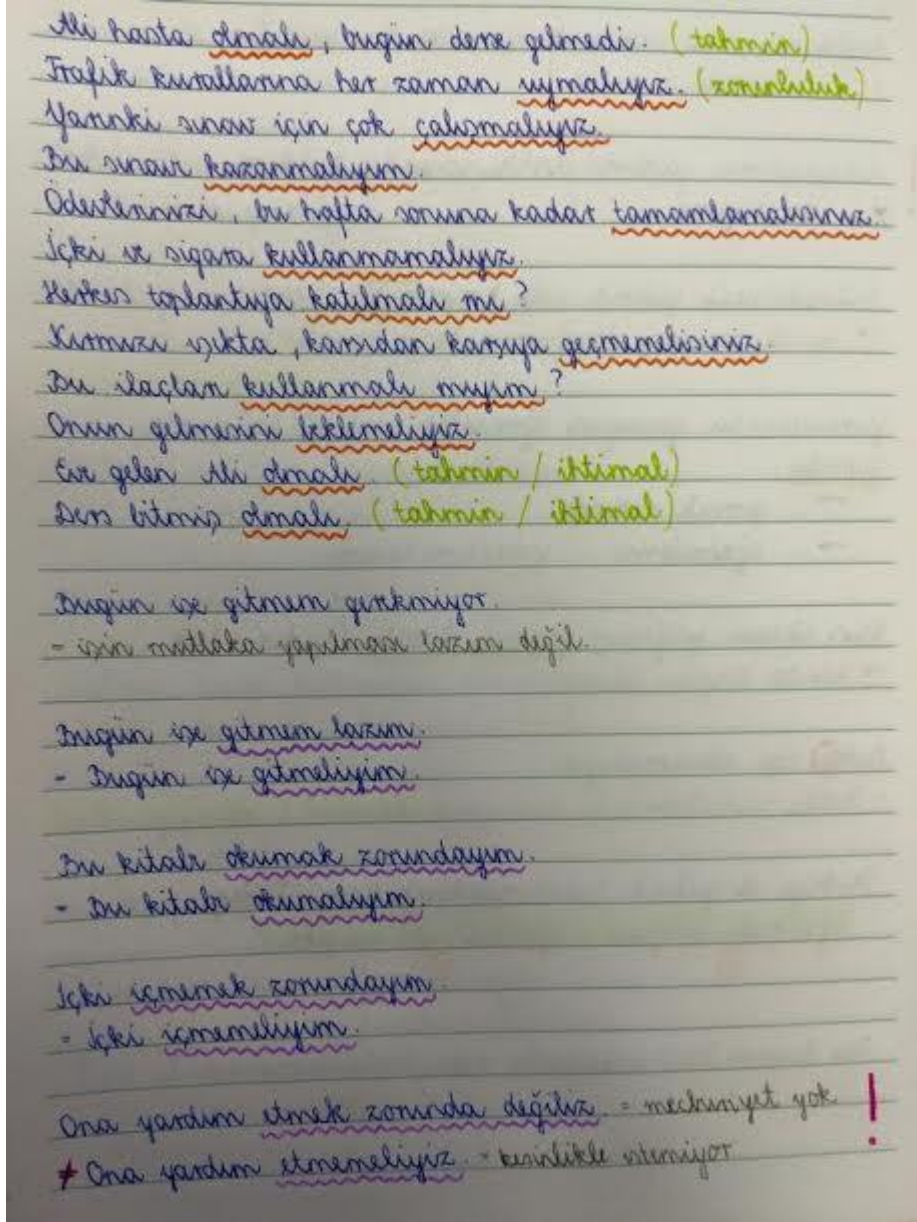 Ali hasta olmalı, bugün derse gelmedi. (tahmin)
Trafik kurallarına her zaman uymalıyız. (zorunluluk)
Yarınki sınav için çok çalışmalıyız.
Bu sınavı kazanmalıyım.
Ödevlerinizi, bu hafta sonuna kadar tamamlamalısınız.
İçki ve sigara kullanmamalıyız.
Herkes toplantıya katılmalı mı?
Kırmızı ışıkta, karşıdan karşıya geçmemelisiniz.
Bu ilaçları kullanmalı mıyım?
Onun gelmesini beklemeliyiz.
Eve gelen Ali olmalı. (tahmin / ihtimal)
Ders bitmiş olmalı. (tahmin / ihtimal)
Bugün işe gitmem gerekmiyor.
- işin mutlaka yapılması lazım değil.
Bugün işe gitmem lazım.
- Bugün işe gitmeliyim.
Bu kitabı okumak zorundayım.
- Bu kitabı okumalıyım.
İçki içmemek zorundayım.
- İçki içmemeliyim.
Ona yardım etmek zorunda değiliz. = mecburiyet yok !
≠ Ona yardım etmemeliyiz. = kesinlikle istemiyor